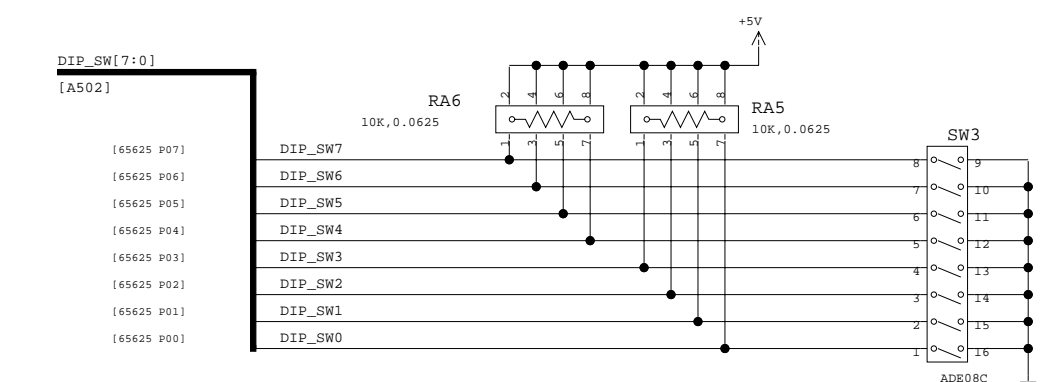 +5V
DIP_SW[7:0]
[A502]
2 4 6 8
2 4 6 8
RA6
10K,0.0625
RA5
10K,0.0625
1 3 5 7
1 3 5 7
SW3
[65625 P07] DIP_SW7 8 9
[65625 P06] DIP_SW6 7 10
[65625 P05] DIP_SW5 6 11
[65625 P04] DIP_SW4 5 12
[65625 P03] DIP_SW3 4 13
[65625 P02] DIP_SW2 3 14
[65625 P01] DIP_SW1 2 15
[65625 P00] DIP_SW0 1 16
ADE08C